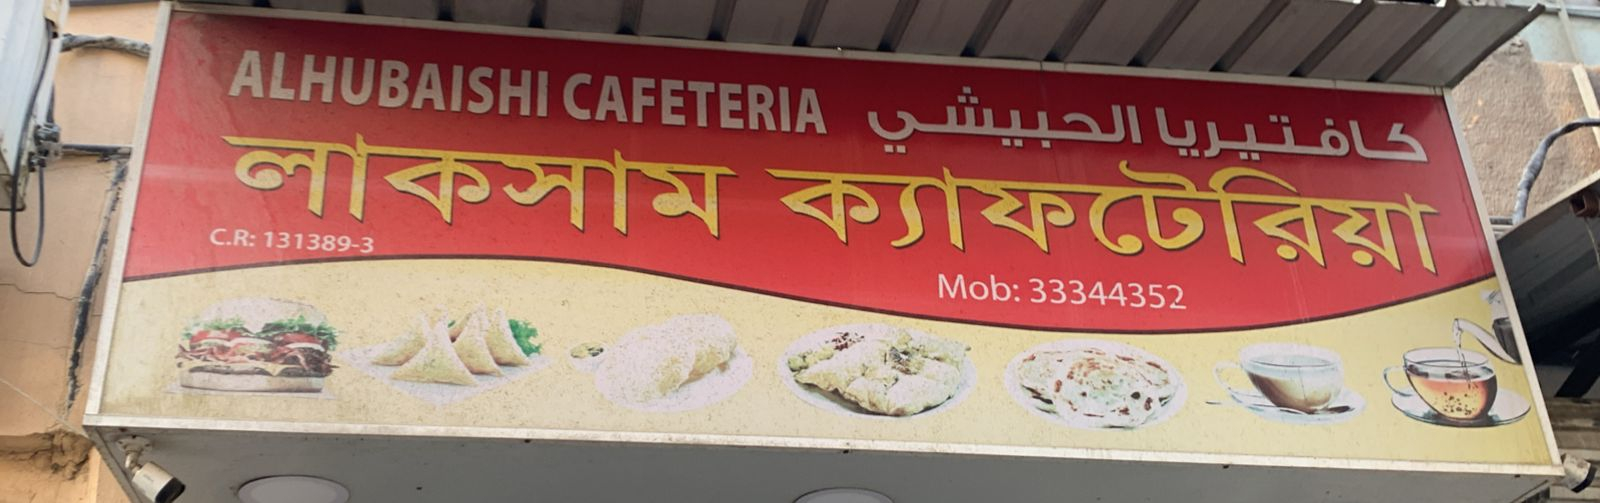 ALHUBAISHI CAFETERIA كافتيريا الحبيشي
লাকসাম ক্যাফটেরিয়া
C.R: 131389-3
Mob: 33344352